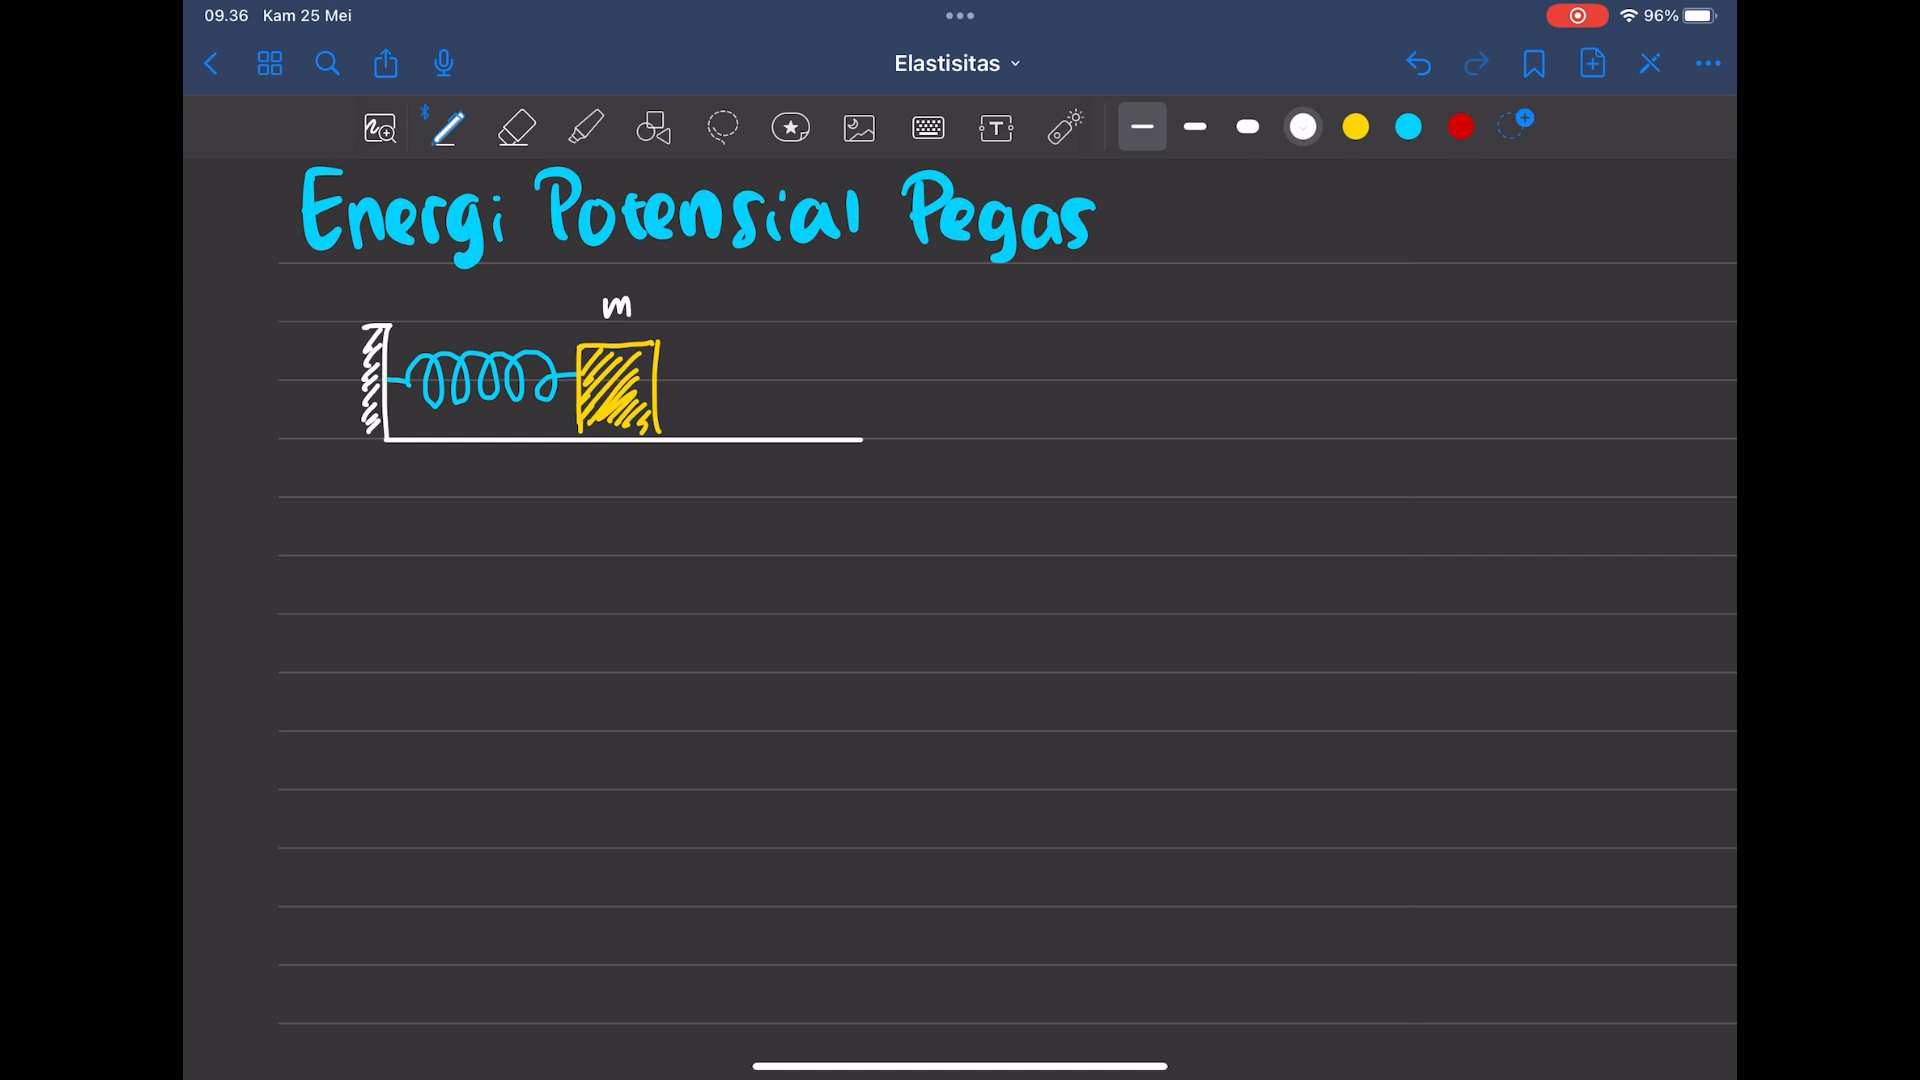 09.36 Kam 25 Mei
96%
Elastisitas
T
Energi Potensial Pegas
m